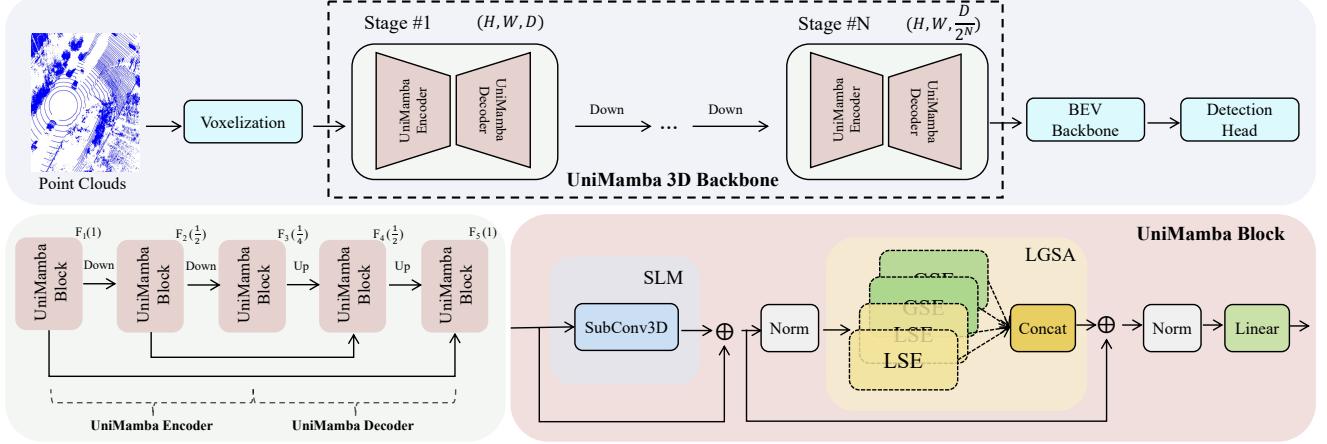 Stage #1
(H, W, D)
Stage #N
(H, W, D/2^N)
UniMamba
Encoder
UniMamba
Decoder
Down
...
Down
UniMamba
Encoder
UniMamba
Decoder
Voxelization
BEV
Backbone
Detection
Head
Point Clouds
UniMamba 3D Backbone
F₁(1)
F₂(1/2)
F₃(1/4)
F₄(1/2)
F₅(1)
UniMamba
Block
Down
UniMamba
Block
Down
UniMamba
Block
Up
UniMamba
Block
Up
UniMamba
Block
UniMamba Encoder
UniMamba Decoder
UniMamba Block
SLM
LGSA
SubConv3D
⊕
Norm
GSE
GSE
LSE
LSE
Concat
⊕
Norm
Linear